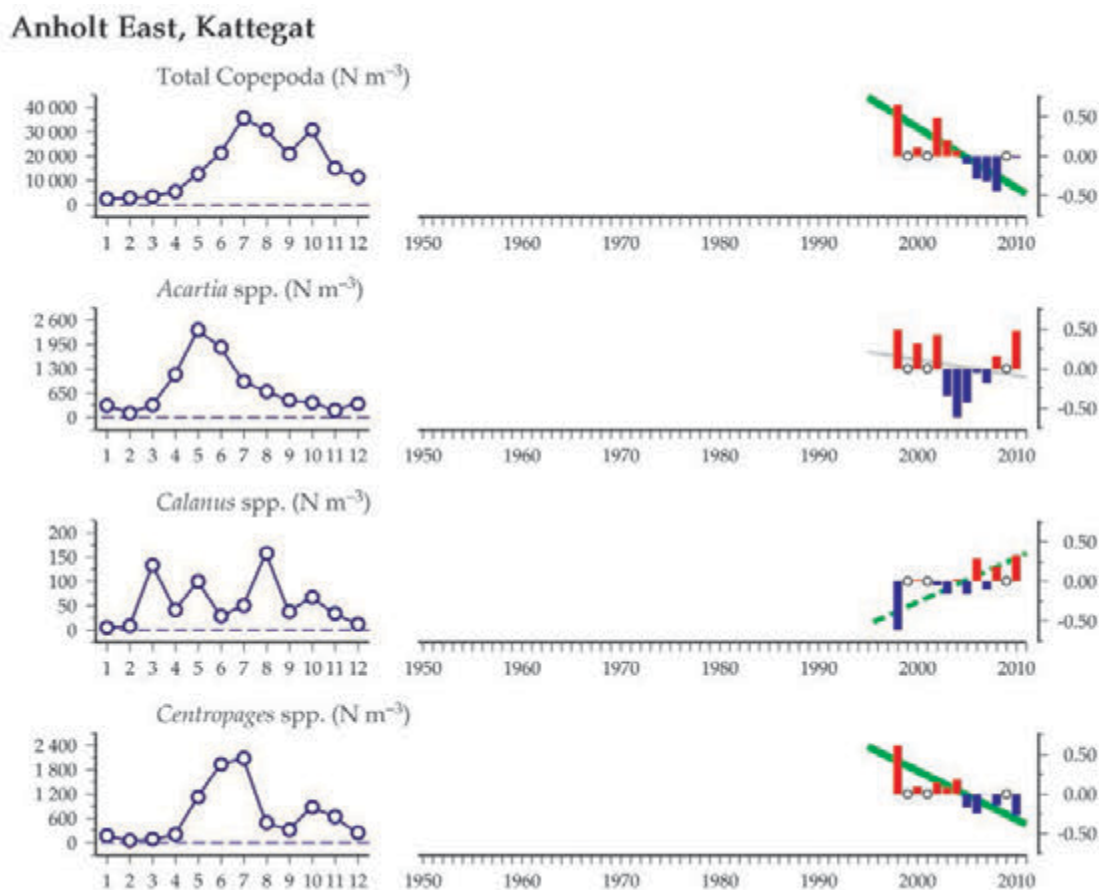 Anholt East, Kattegat
Total Copepoda (N m⁻³)
40 000
30 000
20 000
10 000
0
0.50
0.00
-0.50
1 2 3 4 5 6 7 8 9 10 11 12
1950 1960 1970 1980 1990 2000 2010
Acartia spp. (N m⁻³)
2 600
1 950
1 300
650
0
0.50
0.00
-0.50
1 2 3 4 5 6 7 8 9 10 11 12
1950 1960 1970 1980 1990 2000 2010
Calanus spp. (N m⁻³)
200
150
100
50
0
0.50
0.00
-0.50
1 2 3 4 5 6 7 8 9 10 11 12
1950 1960 1970 1980 1990 2000 2010
Centropages spp. (N m⁻³)
2 400
1 800
1 200
600
0
0.50
0.00
-0.50
1 2 3 4 5 6 7 8 9 10 11 12
1950 1960 1970 1980 1990 2000 2010